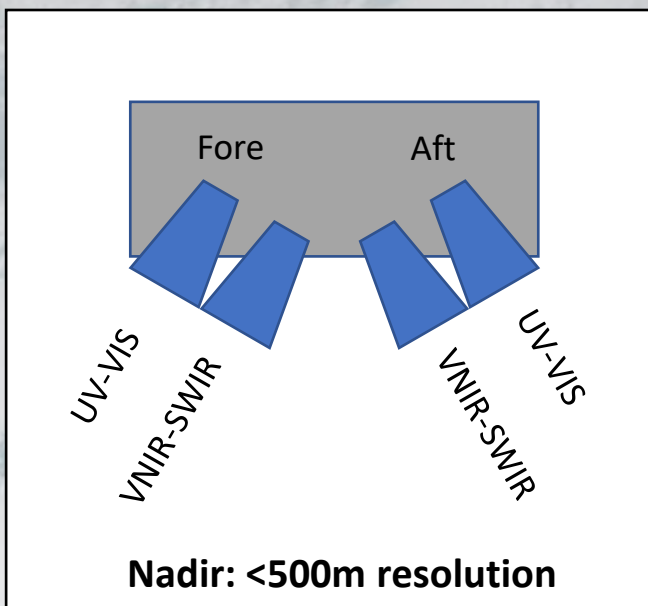 Fore
Aft
UV-VIS
VNIR-SWIR
VNIR-SWIR
UV-VIS
Nadir: <500m resolution